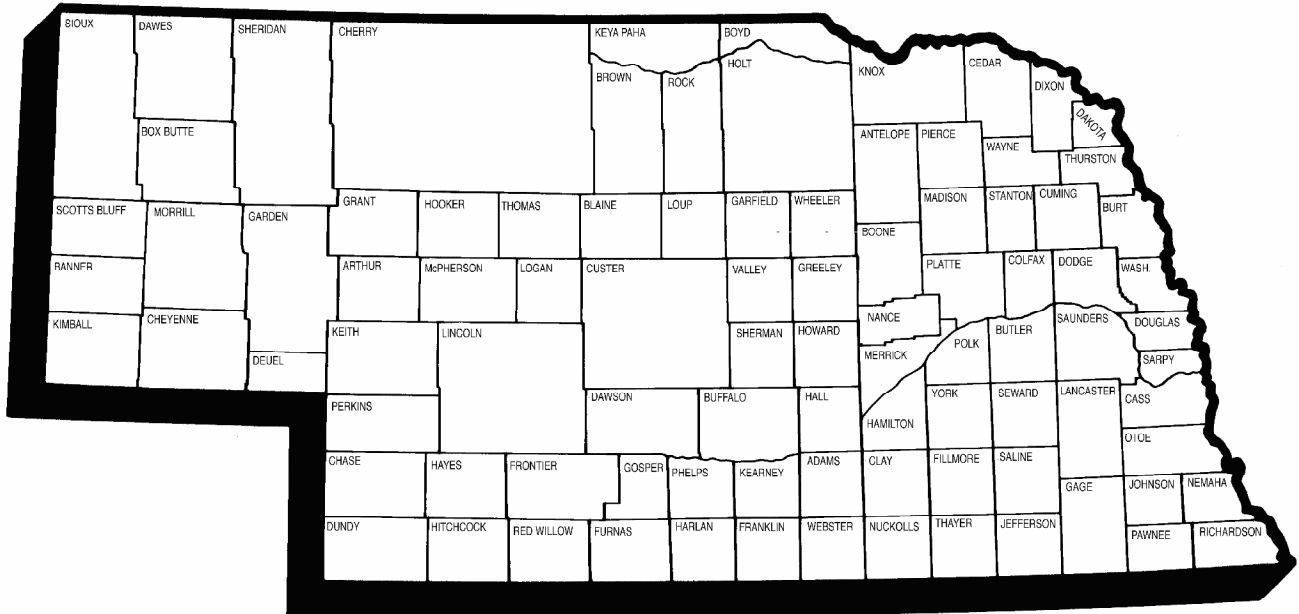 SIOUX
DAWES
SHERIDAN
CHERRY
KEYA PAHA
BOYD
HOLT
BROWN
ROCK
KNOX
CEDAR
DIXON
DAKOTA
BOX BUTTE
ANTELOPE
PIERCE
WAYNE
THURSTON
SCOTTS BLUFF
MORRILL
GARDEN
GRANT
HOOKER
THOMAS
BLAINE
LOUP
GARFIELD
WHEELER
MADISON
STANTON
CUMING
BURT
BOONE
RANNER
ARTHUR
McPHERSON
LOGAN
CUSTER
VALLEY
GREELEY
PLATTE
COLFAX
DODGE
WASH.
KIMBALL
CHEYENNE
DEUEL
KEITH
LINCOLN
SHERMAN
HOWARD
NANCE
MERRICK
POLK
BUTLER
SAUNDERS
DOUGLAS
SARPY
PERKINS
DAWSON
BUFFALO
HALL
HAMILTON
YORK
SEWARD
LANCASTER
CASS
OTOE
CHASE
HAYES
FRONTIER
GOSPER
PHELPS
KEARNEY
ADAMS
CLAY
FILLMORE
SALINE
GAGE
JOHNSON
NEMAHA
DUNDY
HITCHCOCK
RED WILLOW
FURNAS
HARLAN
FRANKLIN
WEBSTER
NUCKOLLS
THAYER
JEFFERSON
PAWNEE
RICHARDSON